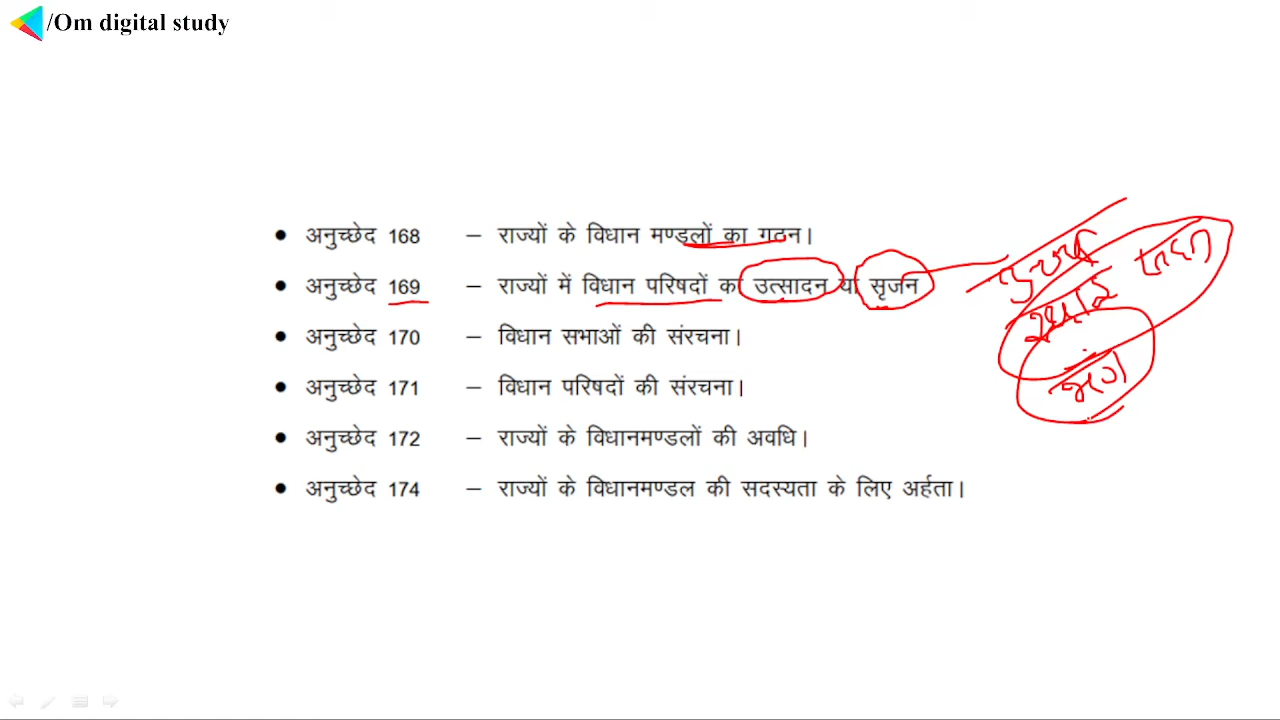 /Om digital study
• अनुच्छेद 168 – राज्यों के विधान मण्डलों का गठन।
• अनुच्छेद 169 – राज्यों में विधान परिषदों का उत्सादन या सृजन
• अनुच्छेद 170 – विधान सभाओं की संरचना।
• अनुच्छेद 171 – विधान परिषदों की संरचना।
• अनुच्छेद 172 – राज्यों के विधानमण्डलों की अवधि।
• अनुच्छेद 174 – राज्यों के विधानमण्डल की सदस्यता के लिए अर्हता।